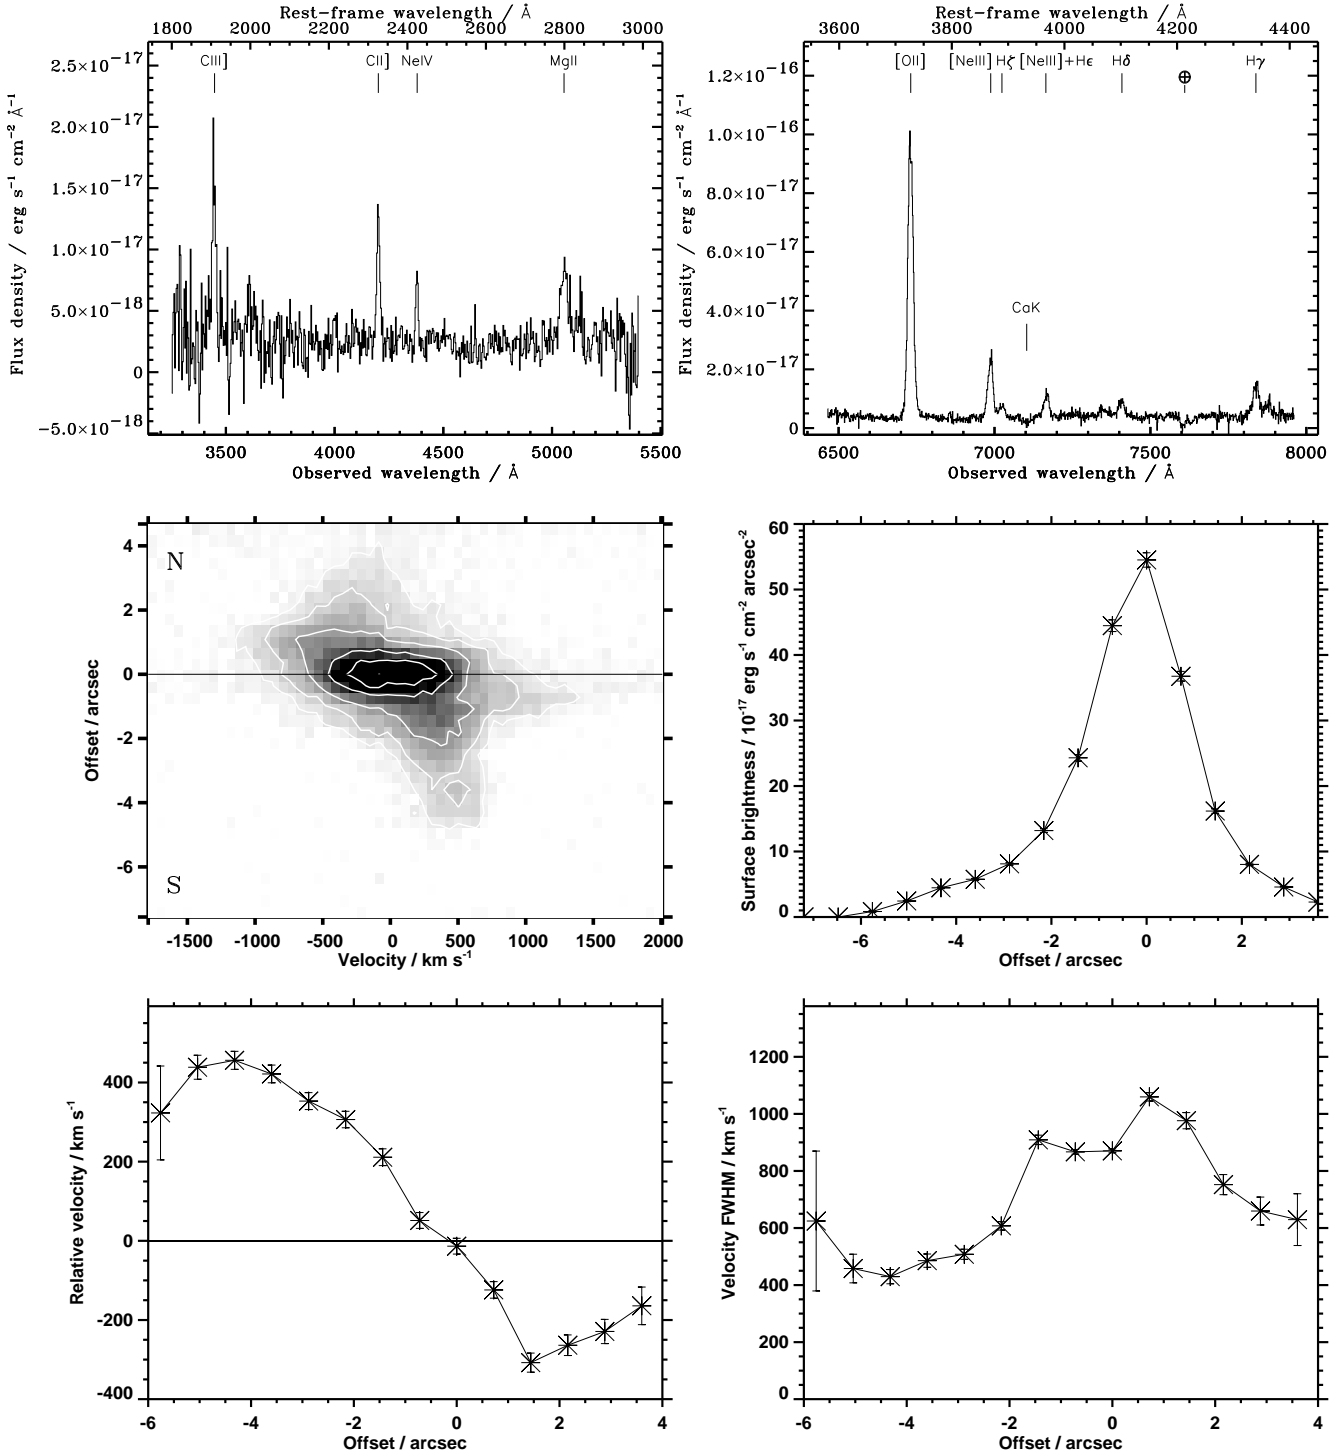 Rest-frame wavelength / Å
1800 2000 2200 2400 2600 2800 3000
CIII] CII] NeIV MgII
Flux density / erg s⁻¹ cm⁻² Å⁻¹
2.5×10⁻¹⁷
2.0×10⁻¹⁷
1.5×10⁻¹⁷
1.0×10⁻¹⁷
5.0×10⁻¹⁸
0
−5.0×10⁻¹⁸
3500 4000 4500 5000 5500
Observed wavelength / Å
Rest-frame wavelength / Å
3600 3800 4000 4200 4400
[OII] [NeIII] Hζ [NeIII]+Hϵ Hδ ⊕ Hγ
CaK
Flux density / erg s⁻¹ cm⁻² Å⁻¹
1.2×10⁻¹⁶
1.0×10⁻¹⁶
8.0×10⁻¹⁷
6.0×10⁻¹⁷
4.0×10⁻¹⁷
2.0×10⁻¹⁷
0
6500 7000 7500 8000
Observed wavelength / Å
N
S
Offset / arcsec
4
2
0
-2
-4
-6
-1500 -1000 -500 0 500 1000 1500 2000
Velocity / km s⁻¹
Surface brightness / 10⁻¹⁷ erg s⁻¹ cm⁻² arcsec⁻²
60
50
40
30
20
10
0
-6 -4 -2 0 2
Offset / arcsec
Relative velocity / km s⁻¹
400
200
0
-200
-400
-6 -4 -2 0 2 4
Offset / arcsec
Velocity FWHM / km s⁻¹
1200
1000
800
600
400
200
0
-6 -4 -2 0 2 4
Offset / arcsec